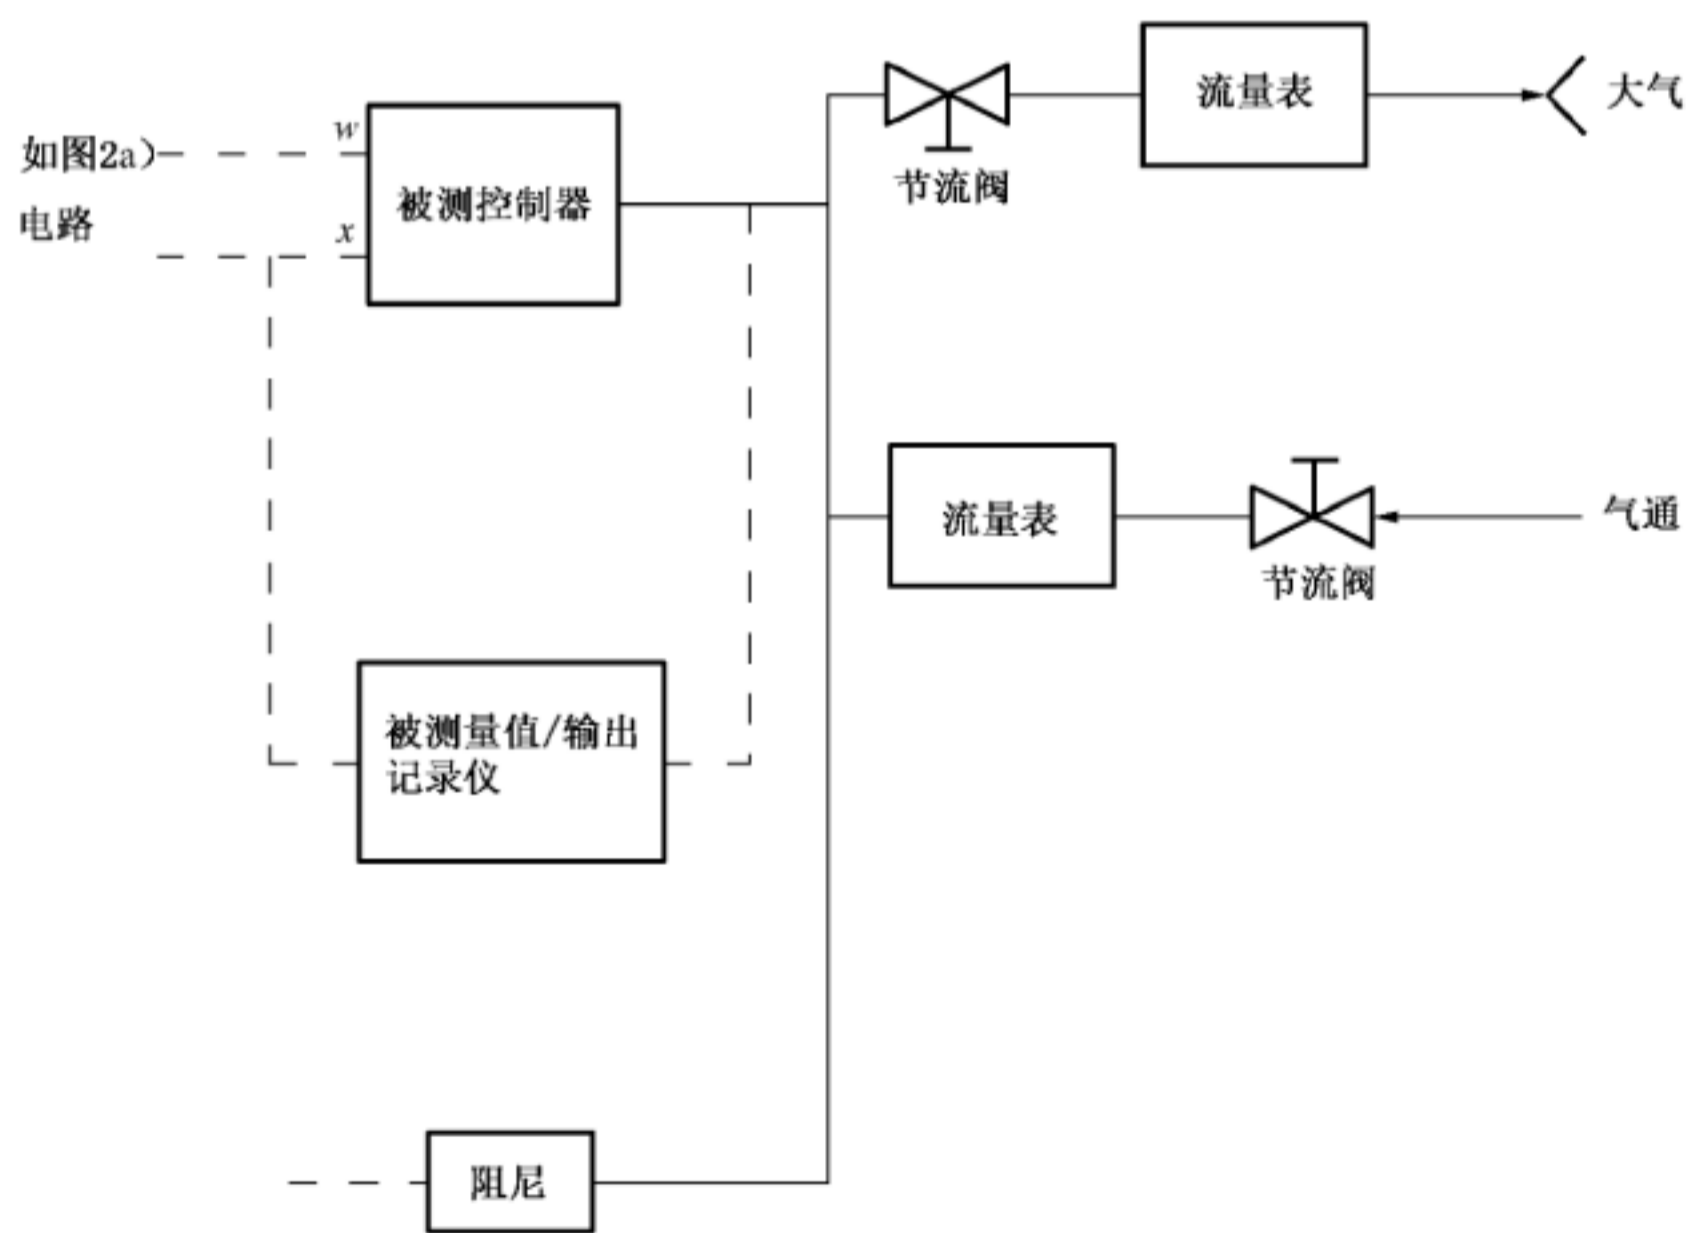 流量表
大气
节流阀
如图2a)
电路
w
x
被测控制器
流量表
气通
节流阀
被测量值/输出
记录仪
阻尼